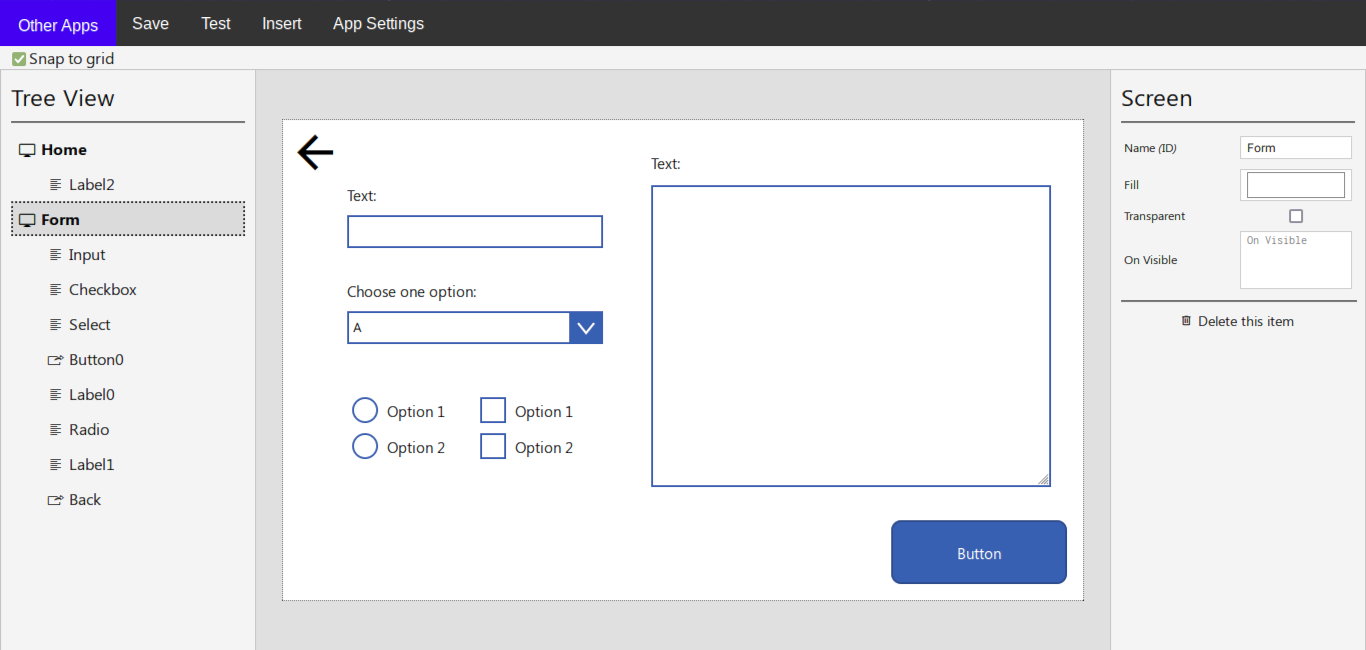 Other Apps Save Test Insert App Settings
Snap to grid
Tree View
Home
Label2
Form
Input
Checkbox
Select
Button0
Label0
Radio
Label1
Back
Text:
Choose one option:
A
Option 1 Option 1
Option 2 Option 2
Text:
Button
Screen
Name (ID) Form
Fill
Transparent
On Visible On Visible
Delete this item